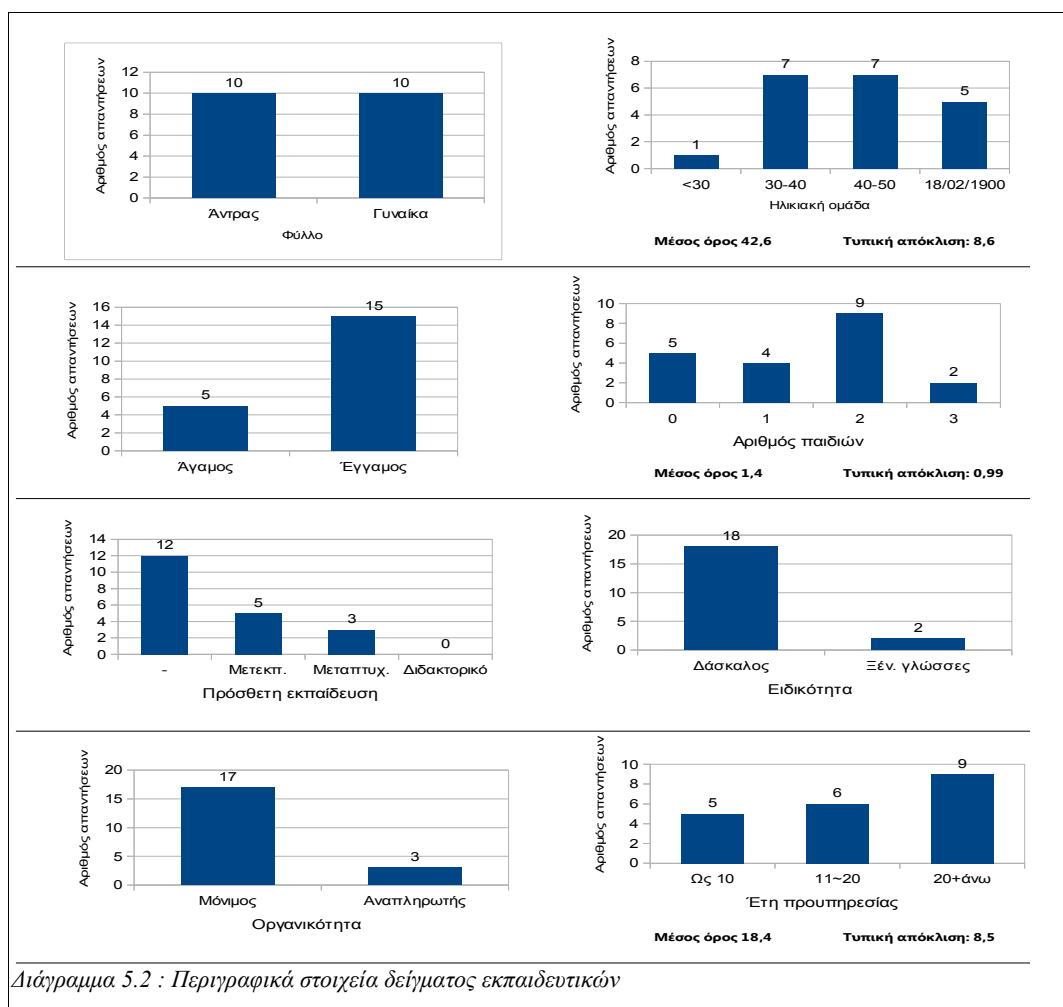 Αριθμός απαντήσεων
12
10
8
6
4
2
0
10
10
Άντρας
Γυναίκα
Φύλλο
Αριθμός απαντήσεων
8
6
4
2
0
1
7
7
5
<30
30-40
40-50
18/02/1900
Ηλικιακή ομάδα
Μέσος όρος 42,6
Τυπική απόκλιση: 8,6
Αριθμός απαντήσεων
16
14
12
10
8
6
4
2
0
5
15
Άγαμος
Έγγαμος
Αριθμός απαντήσεων
10
8
6
4
2
0
5
4
9
2
0
1
2
3
Αριθμός παιδιών
Μέσος όρος 1,4
Τυπική απόκλιση: 0,99
Αριθμός απαντήσεων
14
12
10
8
6
4
2
0
12
5
3
0
-
Μετεκπ.
Μεταπτυχ.
Διδακτορικό
Πρόσθετη εκπαίδευση
Αριθμός απαντήσεων
20
15
10
5
0
18
2
Δάσκαλος
Ξέν. γλώσσες
Ειδικότητα
Αριθμός απαντήσεων
20
15
10
5
0
17
3
Μόνιμος
Αναπληρωτής
Οργανικότητα
Αριθμός απαντήσεων
10
8
6
4
2
0
5
6
9
Ως 10
11~20
20+άνω
Έτη προυπηρεσίας
Μέσος όρος 18,4
Τυπική απόκλιση: 8,5
Διάγραμμα 5.2 : Περιγραφικά στοιχεία δείγματος εκπαιδευτικών